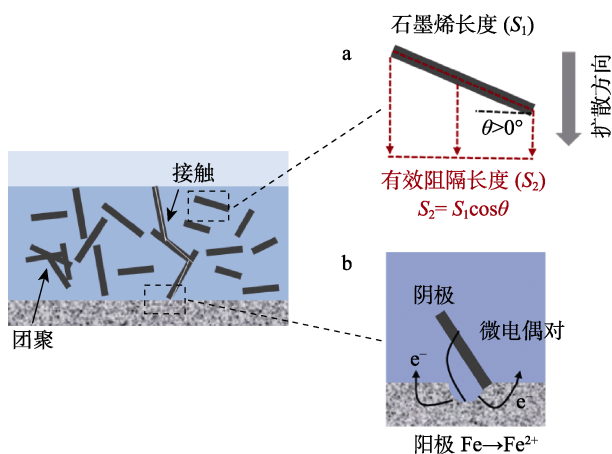 a
石墨烯长度 (S₁)
θ>0°
扩散方向
有效阻隔长度 (S₂)
S₂= S₁cosθ
接触
团聚
b
阴极
微电偶对
e⁻
e
阳极 Fe→Fe²⁺